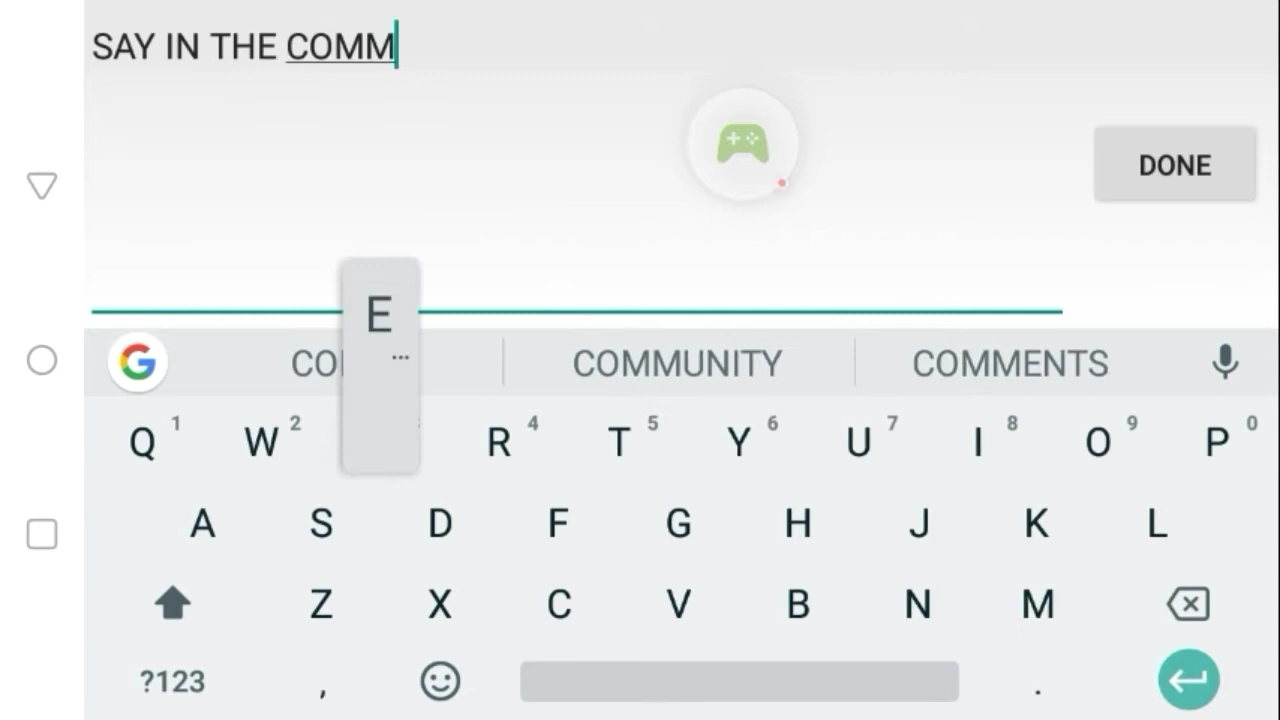 SAY IN THE COMM
DONE
E
...
COMMUNITY COMMENTS
Q 1 W 2 R 4 T 5 Y 6 U 7 I 8 O 9 P 0
A S D F G H J K L
Z X C V B N M
?123 , .